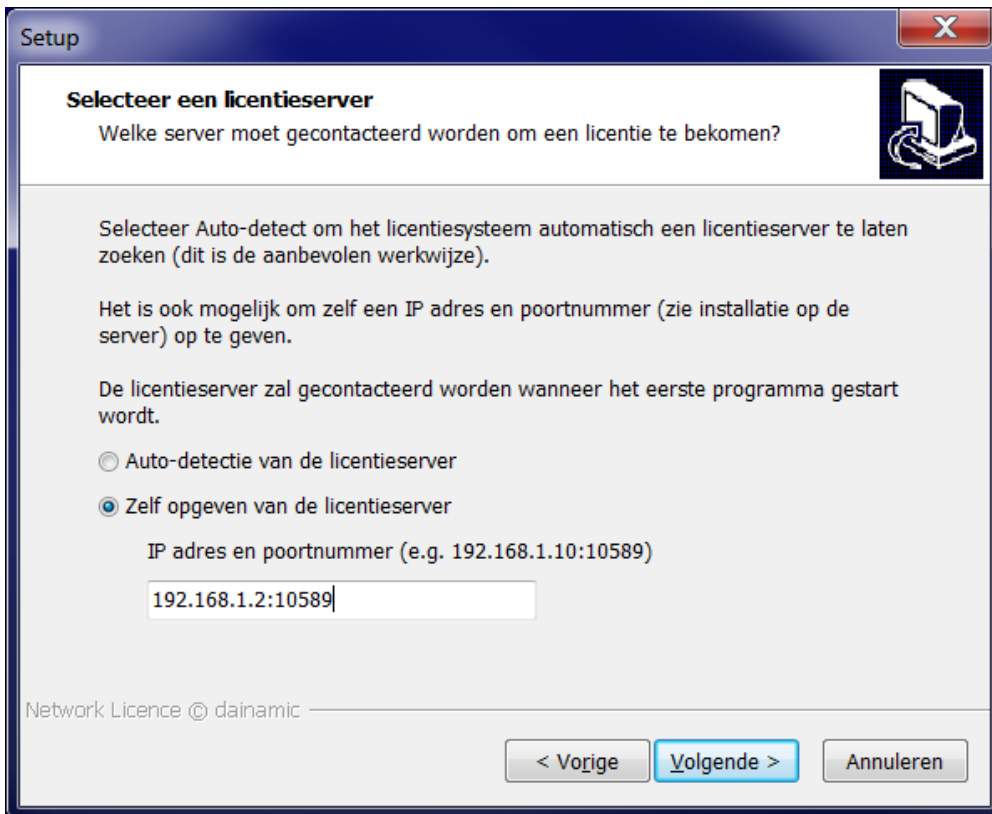 Setup
Selecteer een licentieserver
Welke server moet gecontacteerd worden om een licentie te bekomen?
Selecteer Auto-detect om het licentiesysteem automatisch een licentieserver te laten
zoeken (dit is de aanbevolen werkwijze).
Het is ook mogelijk om zelf een IP adres en poortnummer (zie installatie op de
server) op te geven.
De licentieserver zal gecontacteerd worden wanneer het eerste programma gestart
wordt.
Auto-detectie van de licentieserver
Zelf opgeven van de licentieserver
IP adres en poortnummer (e.g. 192.168.1.10:10589)
192.168.1.2:10589
Network Licence © dainamic
< Vorige Volgende > Annuleren